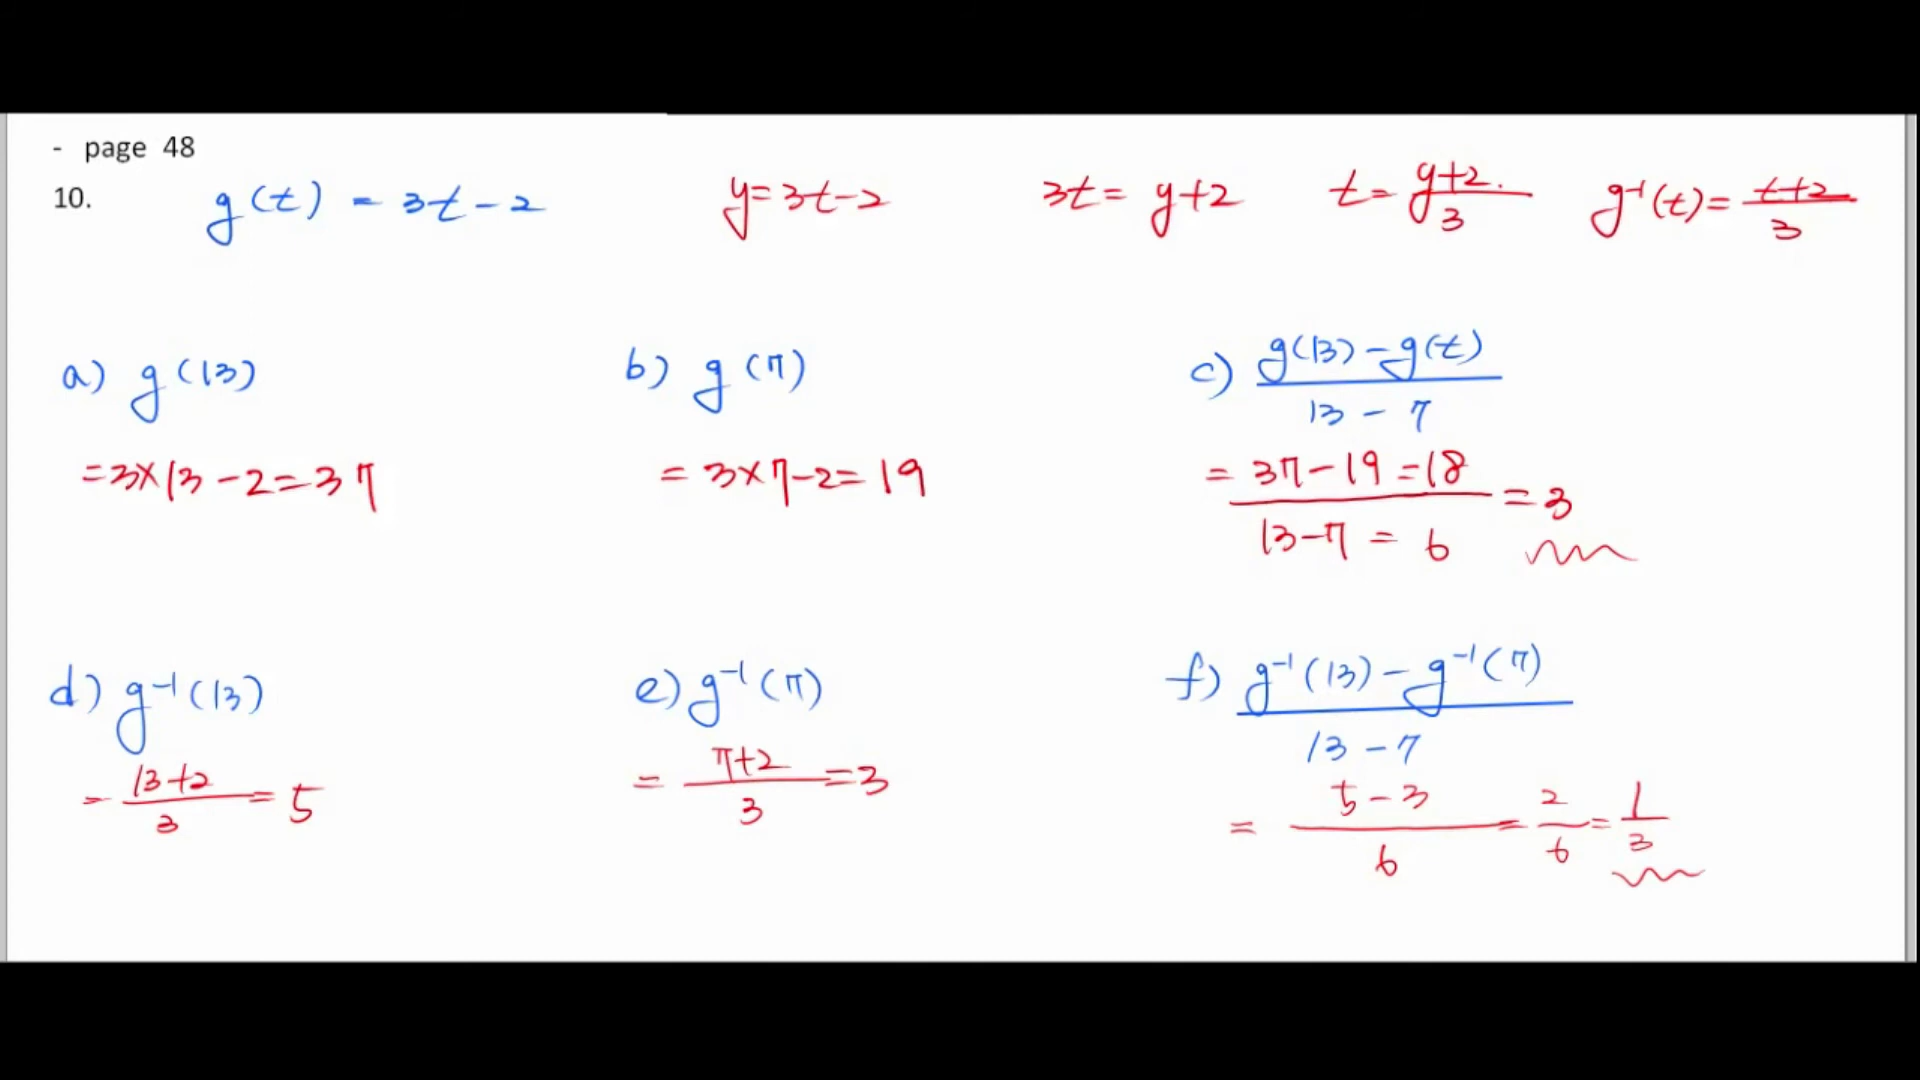 - page 48
10. g(t) = 3t-2 y=3t-2 3t= y+2 t= y+2/3 g⁻¹(t)= t+2/3
a) g(13) b) g(7) c) g(13)-g(t)/13-7
=3×13-2=37 = 3×7-2=19 = 37-19=18/13-7=6 =3
d) g⁻¹(13) e) g⁻¹(7) f) g⁻¹(13)-g⁻¹(7)/13-7
= 13+2/3 =5 = 7+2/3 =3 = 5-3/6 = 2/6 = 1/3